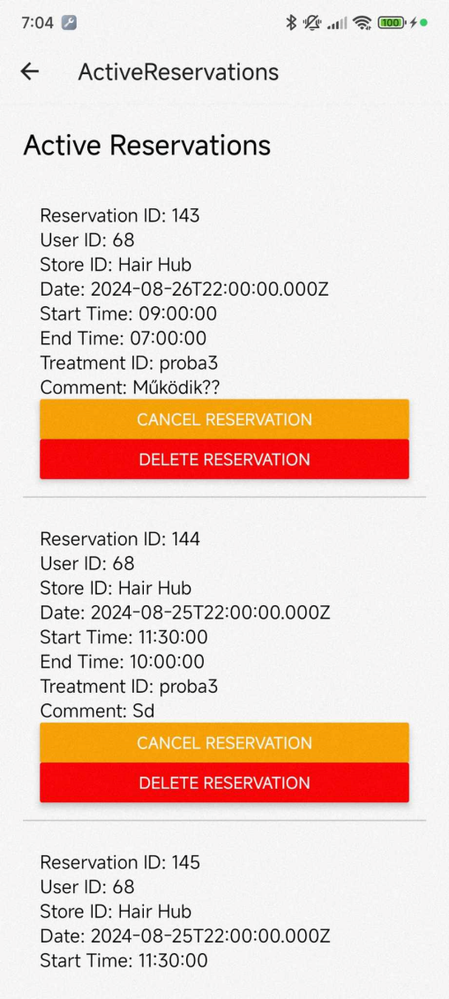 7:04
100
ActiveReservations
Active Reservations
Reservation ID: 143
User ID: 68
Store ID: Hair Hub
Date: 2024-08-26T22:00:00.000Z
Start Time: 09:00:00
End Time: 07:00:00
Treatment ID: proba3
Comment: Működik??
CANCEL RESERVATION
DELETE RESERVATION
Reservation ID: 144
User ID: 68
Store ID: Hair Hub
Date: 2024-08-25T22:00:00.000Z
Start Time: 11:30:00
End Time: 10:00:00
Treatment ID: proba3
Comment: Sd
CANCEL RESERVATION
DELETE RESERVATION
Reservation ID: 145
User ID: 68
Store ID: Hair Hub
Date: 2024-08-25T22:00:00.000Z
Start Time: 11:30:00